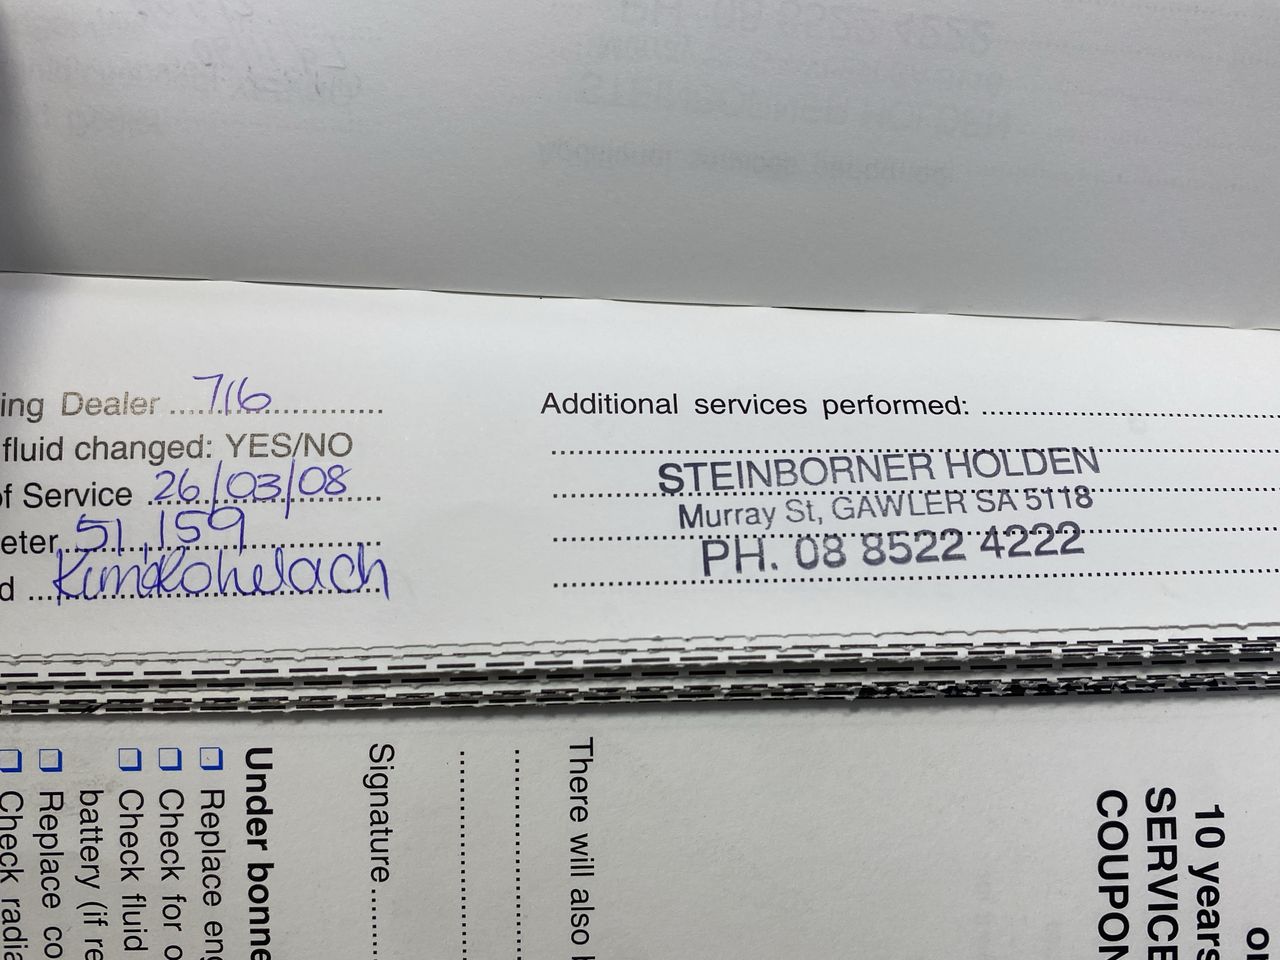 ing Dealer ......716......
fluid changed: YES/NO
of Service ..26/03/08....
eter..51,159......
d ...
Additional services performed: ......
STEINBORNER HOLDEN
Murray St, GAWLER SA 5118
PH. 08 8522 4222
10 years
SERVICE
COUPON
There will also
Signature......
Under bonne
Replace eng
Check for o
Check fluid
battery (if re
Replace co
Check radia